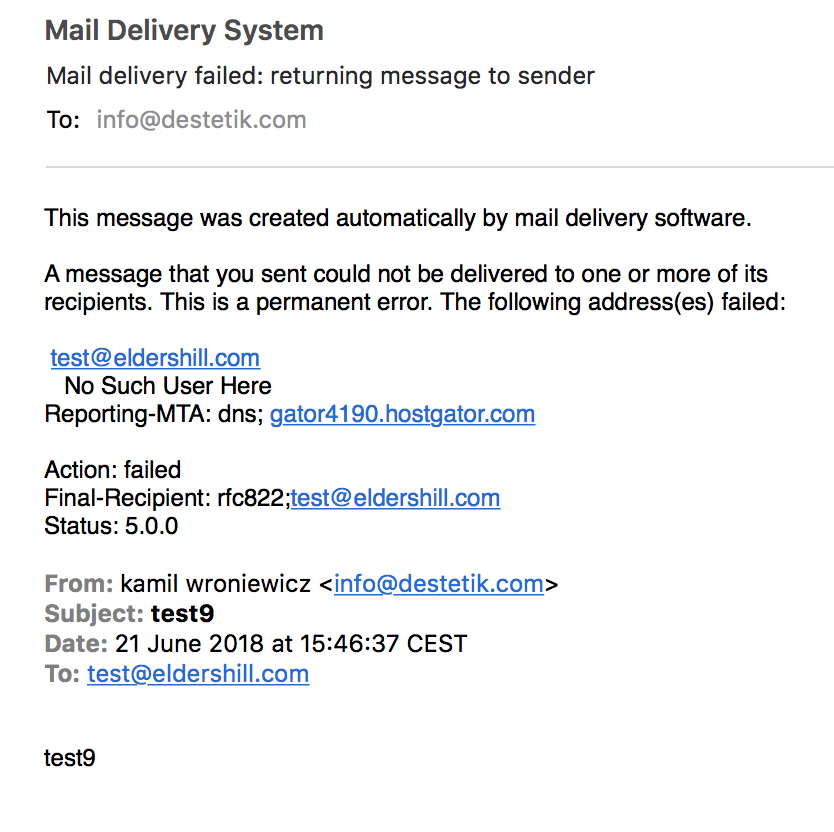 Mail Delivery System
Mail delivery failed: returning message to sender
To: info@destetik.com
This message was created automatically by mail delivery software.
A message that you sent could not be delivered to one or more of its
recipients. This is a permanent error. The following address(es) failed:
test@eldershill.com
No Such User Here
Reporting-MTA: dns; gator4190.hostgator.com
Action: failed
Final-Recipient: rfc822;test@eldershill.com
Status: 5.0.0
From: kamil wroniewicz <info@destetik.com>
Subject: test9
Date: 21 June 2018 at 15:46:37 CEST
To: test@eldershill.com
test9